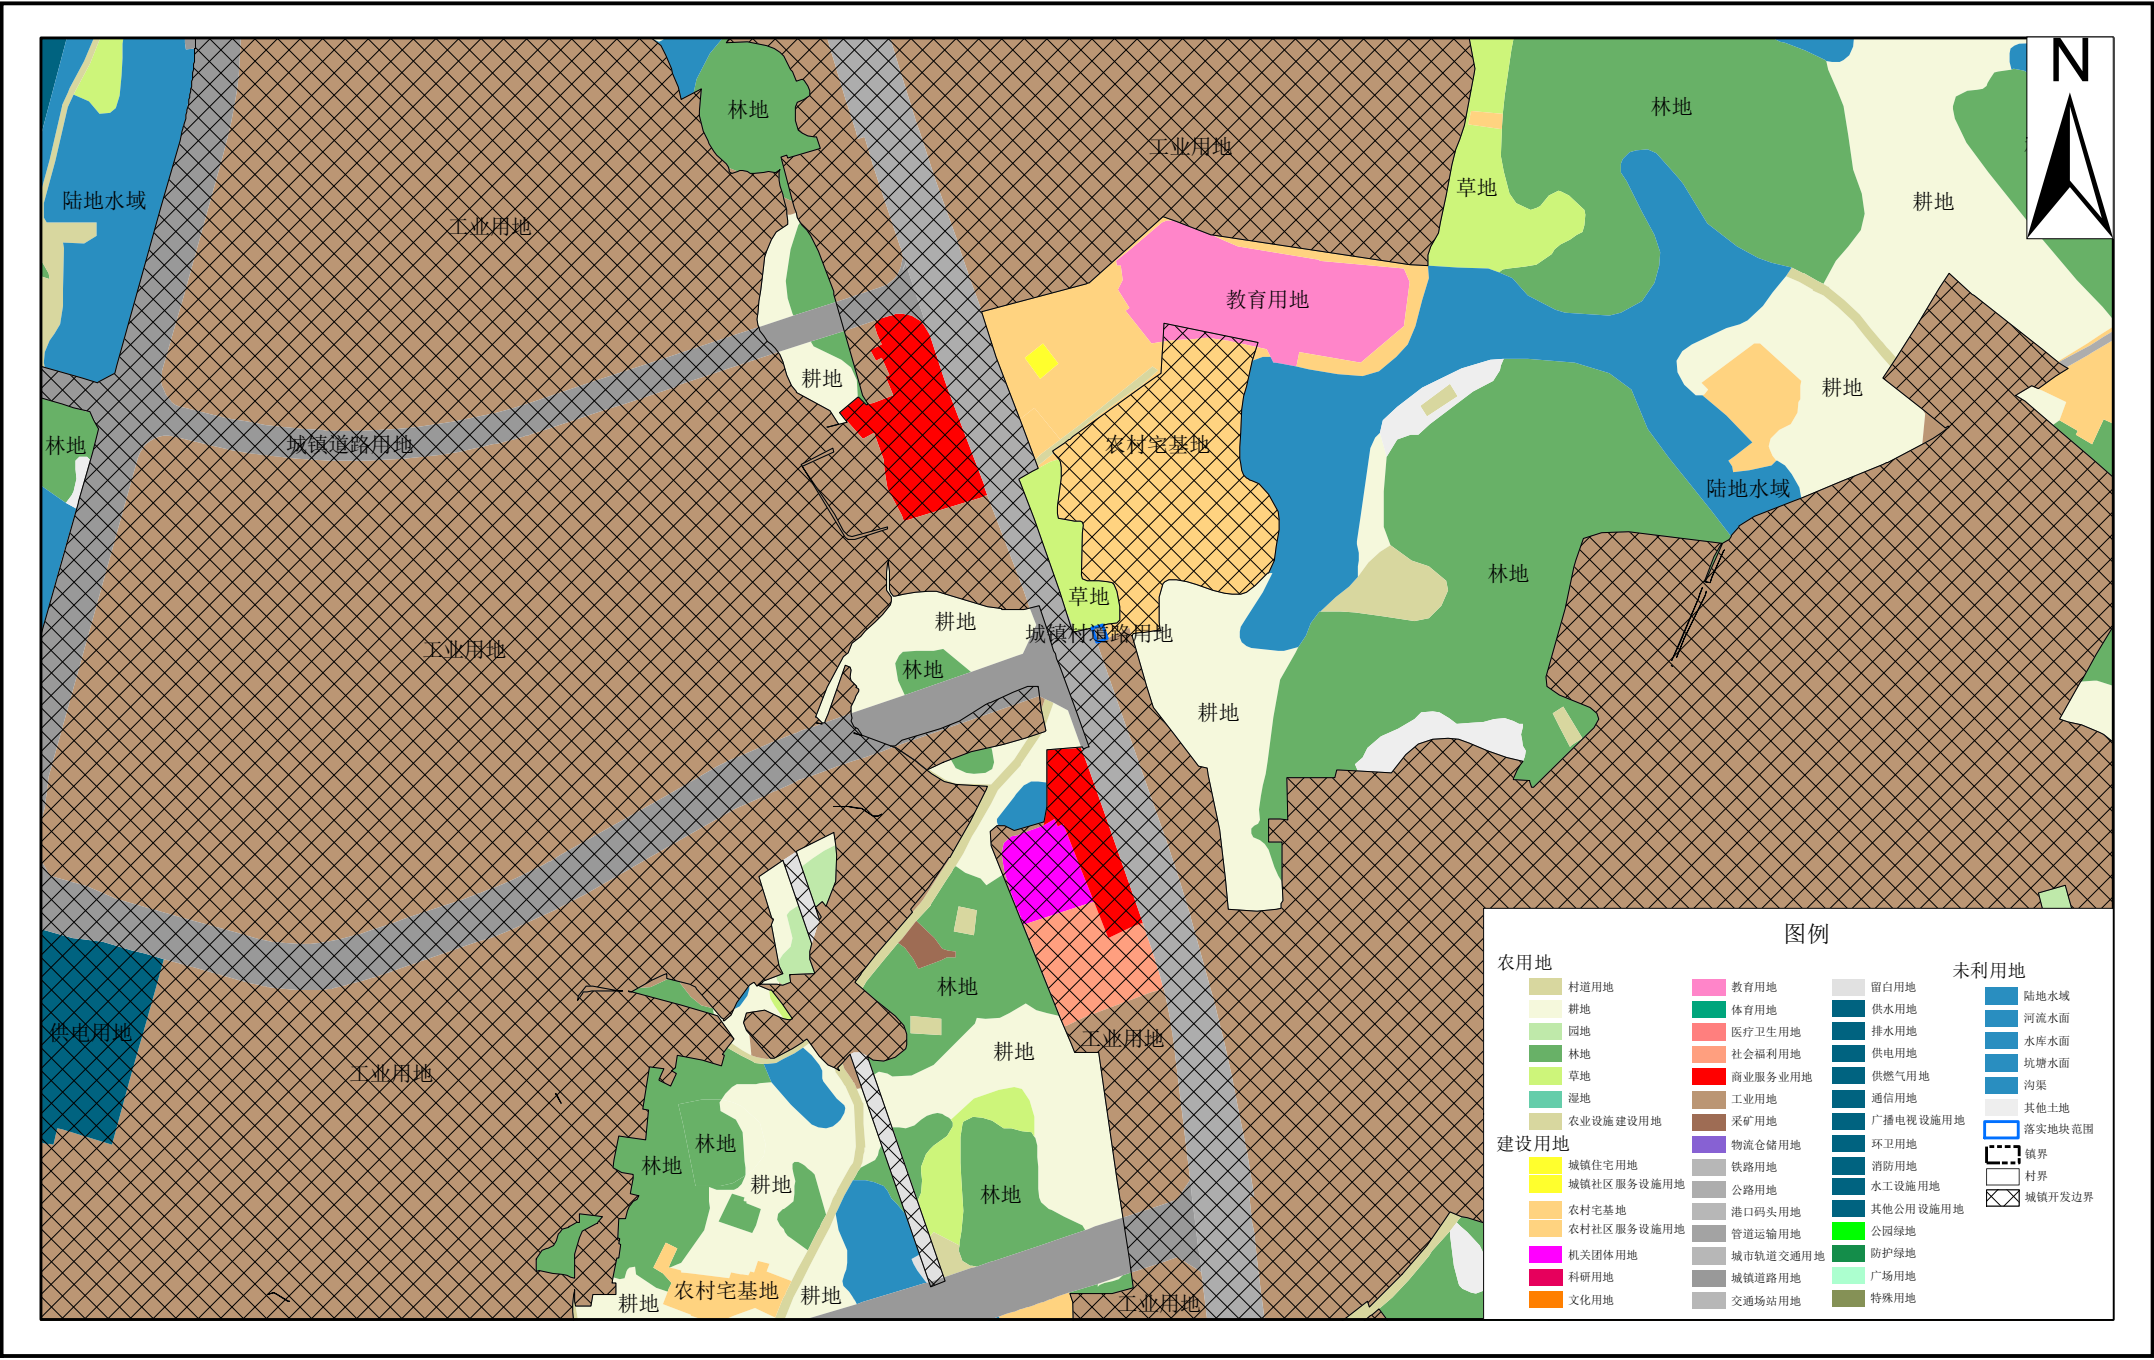 N
林地
林地
工业用地
草地
陆地水域
耕地
工业用地
教育用地
耕地
耕地
农村宅基地
城镇道路用地
林地
陆地水域
林地
草地
耕地
城镇村道路用地
工业用地
林地
耕地
林地
工业用地
供电用地
耕地
工业用地
林地
林地
耕地
林地
农村宅基地
耕地
耕地
工业用地
图例
农用地
村道用地
耕地
园地
林地
草地
湿地
农业设施建设用地
建设用地
城镇住宅用地
城镇社区服务设施用地
农村宅基地
农村社区服务设施用地
机关团体用地
科研用地
文化用地
教育用地
体育用地
医疗卫生用地
社会福利用地
商业服务业用地
工业用地
采矿用地
物流仓储用地
铁路用地
公路用地
港口码头用地
管道运输用地
城市轨道交通用地
城镇道路用地
交通场站用地
留白用地
供水用地
排水用地
供电用地
供燃气用地
通信用地
广播电视设施用地
环卫用地
消防用地
水工设施用地
其他公用设施用地
公园绿地
防护绿地
广场用地
特殊用地
未利用地
陆地水域
河流水面
水库水面
坑塘水面
沟渠
其他土地
落实地块范围
镇界
村界
城镇开发边界